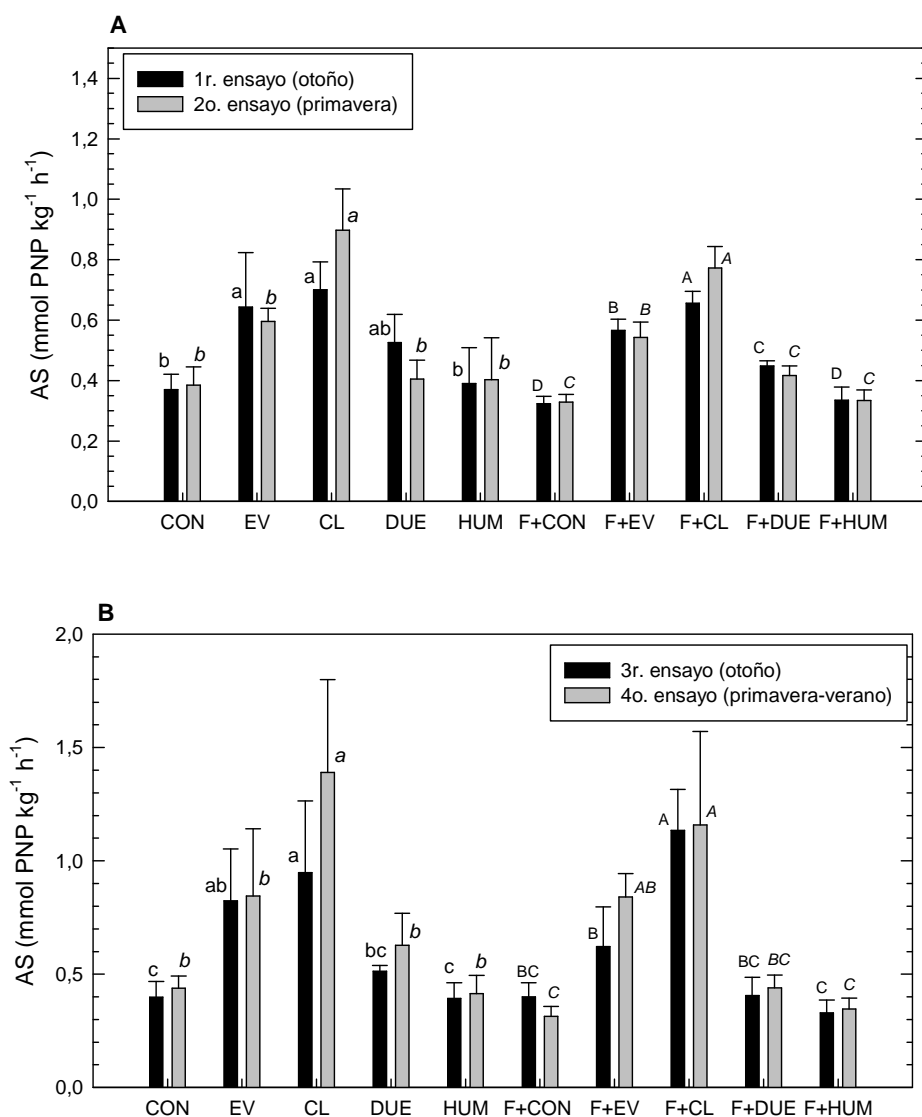 A
1r. ensayo (otoño)
2o. ensayo (primavera)
AS (mmol PNP kg⁻¹ h⁻¹)
1,4
1,2
1,0
0,8
0,6
0,4
0,2
0,0
b b a b a a ab b b b D C B B A A C C D C
CON EV CL DUE HUM F+CON F+EV F+CL F+DUE F+HUM
B
3r. ensayo (otoño)
4o. ensayo (primavera-verano)
AS (mmol PNP kg⁻¹ h⁻¹)
2,0
1,5
1,0
0,5
0,0
c b ab b a a bc b c b BC C B AB A A BC BC C C
CON EV CL DUE HUM F+CON F+EV F+CL F+DUE F+HUM